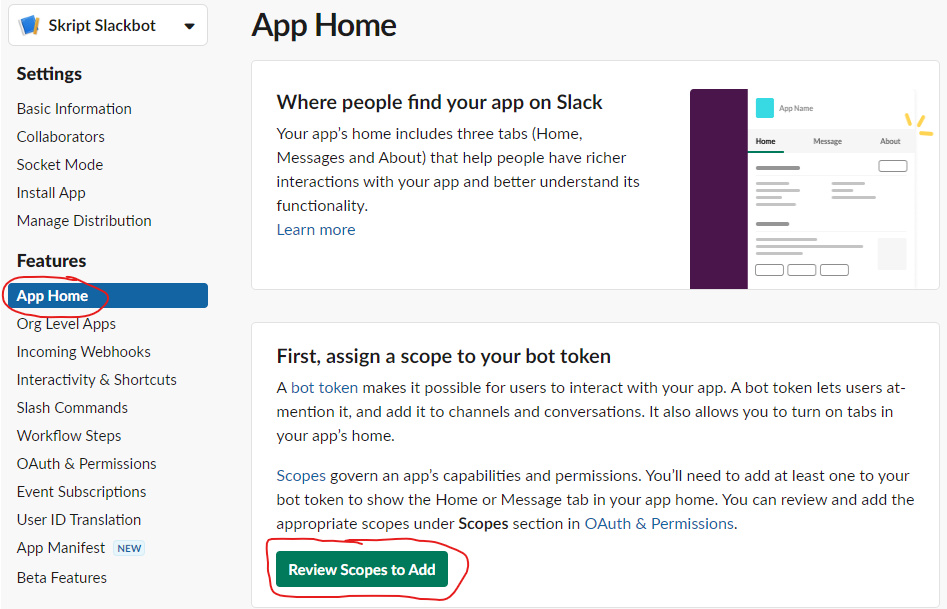 Skript Slackbot
Settings
Basic Information
Collaborators
Socket Mode
Install App
Manage Distribution
Features
App Home
Org Level Apps
Incoming Webhooks
Interactivity & Shortcuts
Slash Commands
Workflow Steps
OAuth & Permissions
Event Subscriptions
User ID Translation
App Manifest NEW
Beta Features
App Home
Where people find your app on Slack
Your app’s home includes three tabs (Home,
Messages and About) that help people have richer
interactions with your app and better understand its
functionality.
Learn more
App Name
Home Message About
First, assign a scope to your bot token
A bot token makes it possible for users to interact with your app. A bot token lets users at-
mention it, and add it to channels and conversations. It also allows you to turn on tabs in
your app’s home.
Scopes govern an app’s capabilities and permissions. You’ll need to add at least one to your
bot token to show the Home or Message tab in your app home. You can review and add the
appropriate scopes under Scopes section in OAuth & Permissions.
Review Scopes to Add